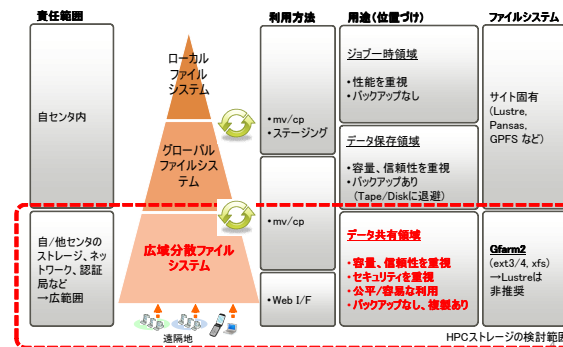 責任範囲
利用方法
用途(位置づけ)
ファイルシステム
自センタ内
ローカル
ファイル
システム
グローバル
ファイルシス
テム
・mv/cp
・ステージング
ジョブ一時領域
・性能を重視
・バックアップなし
データ保存領域
・容量、信頼性を重視
・バックアップあり
(Tape/Diskに退避)
サイト固有
(Lustre,
Pansas,
GPFS など)
自/他センタの
ストレージ、ネッ
トワーク、認証
局など
→広範囲
広域分散ファイル
システム
・mv/cp
・Web I/F
データ共有領域
・容量、信頼性を重視
・セキュリティを重視
・公平/容易な利用
・バックアップなし、複製あり
Gfarm2
(ext3/4, xfs)
→Lustreは
非推奨
遠隔地
HPCストレージの検討範囲